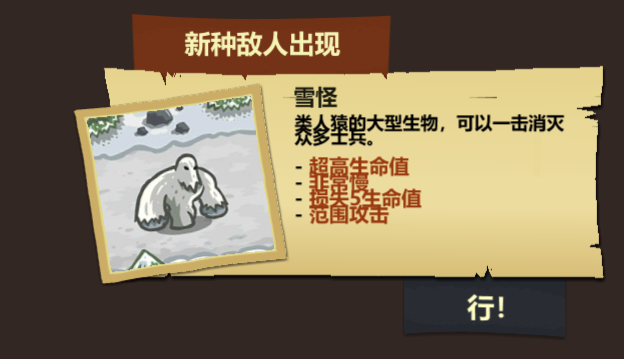 新种敌人出现
雪怪
类人猿的大型生物，可以一击消灭
众多士兵。
- 超高生命值
- 非常慢
- 损失5生命值
- 范围攻击
行！